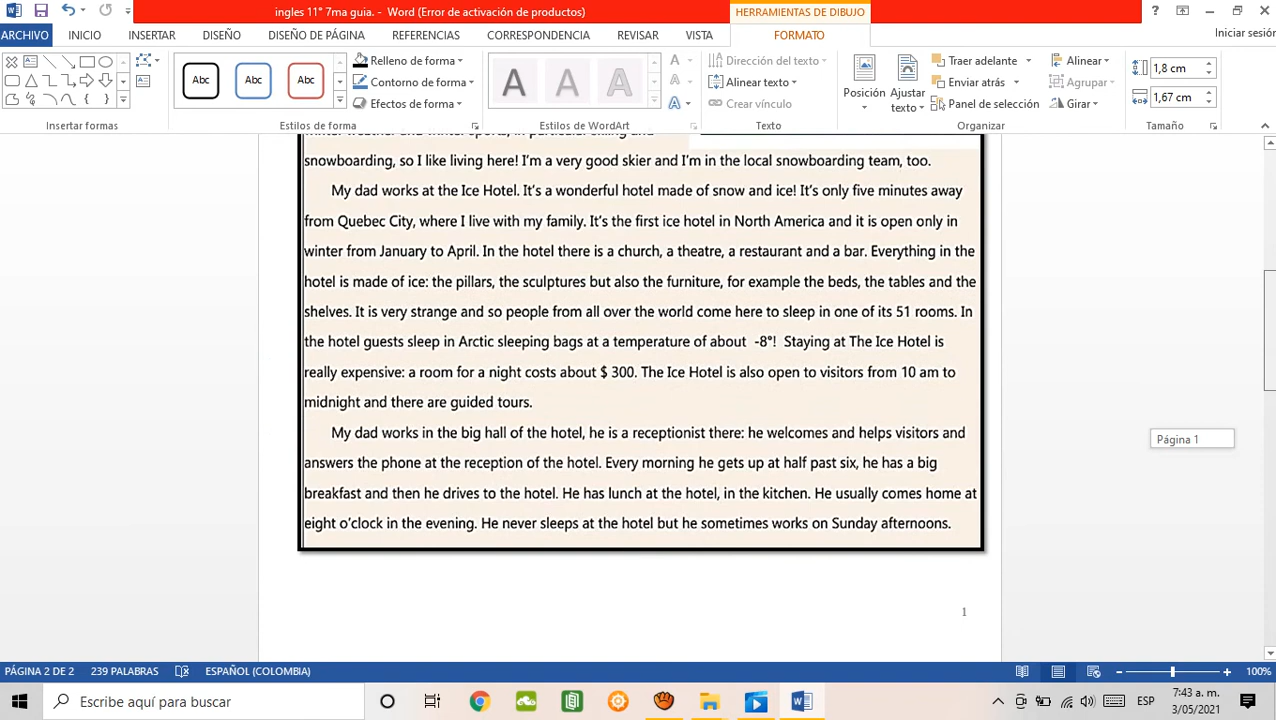 ingles 11° 7ma guia. - Word (Error de activación de productos)
HERRAMIENTAS DE DIBUJO
ARCHIVO INICIO INSERTAR DISEÑO DISEÑO DE PÁGINA REFERENCIAS CORRESPONDENCIA REVISAR VISTA FORMATO
Iniciar sesión
Abc Abc Abc
Relleno de forma
Contorno de forma
Efectos de forma
A A A
Dirección del texto
Alinear texto
Crear vínculo
Posición
Ajustar texto
Traer adelante
Enviar atrás
Panel de selección
Alinear
Agrupar
Girar
1,8 cm
1,67 cm
Insertar formas Estilos de forma Estilos de WordArt Texto Organizar Tamaño
winter weather and winter sports, in particular skiing and
snowboarding, so I like living here! I'm a very good skier and I'm in the local snowboarding team, too.
My dad works at the Ice Hotel. It's a wonderful hotel made of snow and ice! It's only five minutes away
from Quebec City, where I live with my family. It's the first ice hotel in North America and it is open only in
winter from January to April. In the hotel there is a church, a theatre, a restaurant and a bar. Everything in the
hotel is made of ice: the pillars, the sculptures but also the furniture, for example the beds, the tables and the
shelves. It is very strange and so people from all over the world come here to sleep in one of its 51 rooms. In
the hotel guests sleep in Arctic sleeping bags at a temperature of about -8°! Staying at The Ice Hotel is
really expensive: a room for a night costs about $ 300. The Ice Hotel is also open to visitors from 10 am to
midnight and there are guided tours.
My dad works in the big hall of the hotel, he is a receptionist there: he welcomes and helps visitors and
answers the phone at the reception of the hotel. Every morning he gets up at half past six, he has a big
breakfast and then he drives to the hotel. He has lunch at the hotel, in the kitchen. He usually comes home at
eight o'clock in the evening. He never sleeps at the hotel but he sometimes works on Sunday afternoons.
Página 1
1
PÁGINA 2 DE 2 239 PALABRAS ESPAÑOL (COLOMBIA) 100%
Escribe aquí para buscar
ESP
7:43 a. m.
3/05/2021